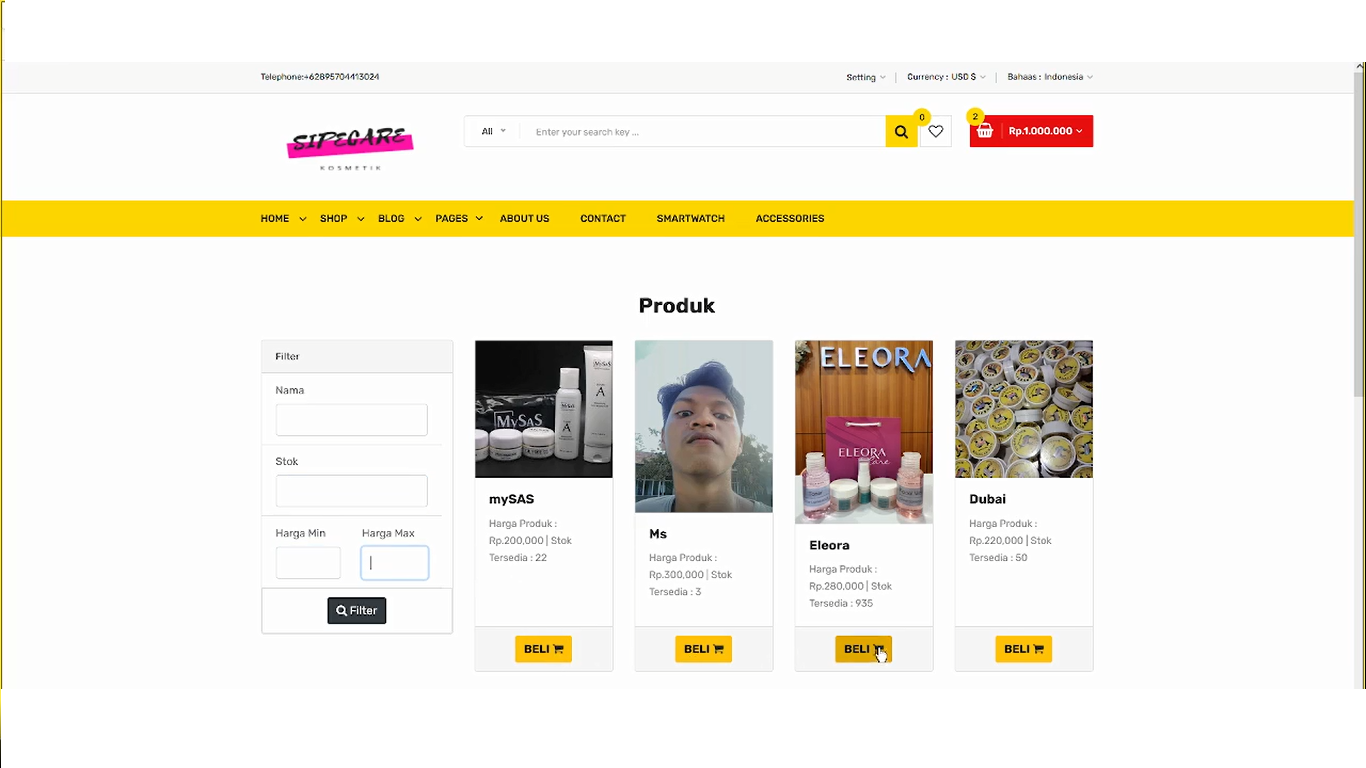 Telephone:+62895704413024
Setting
Currency : USD $
Bahaas : Indonesia
SIPECARE
KOSMETIK
All
Enter your search key ...
0
2
Rp.1.000.000
HOME
SHOP
BLOG
PAGES
ABOUT US
CONTACT
SMARTWATCH
ACCESSORIES
Produk
Filter
Nama
Stok
Harga Min
Harga Max
Filter
MySAS
A
A
mySAS
Harga Produk :
Rp.200,000 | Stok
Tersedia : 22
BELI
Ms
Harga Produk :
Rp.300,000 | Stok
Tersedia : 3
BELI
ELEORA
ELEORA
Care
Eleora
Harga Produk :
Rp.280,000 | Stok
Tersedia : 935
BELI
Dubai
Harga Produk :
Rp.220,000 | Stok
Tersedia : 50
BELI